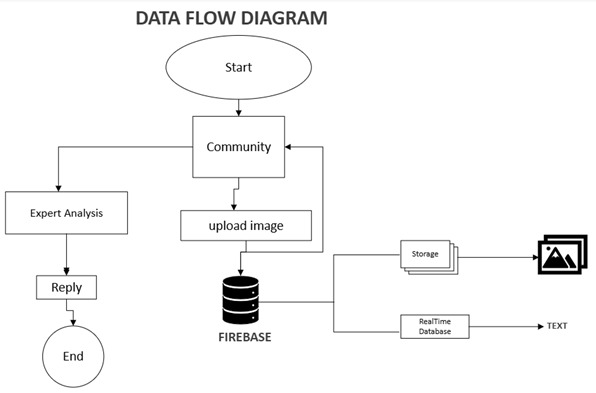 DATA FLOW DIAGRAM
Start
Community
Expert Analysis
upload image
Storage
Reply
RealTime
Database
TEXT
FIREBASE
End